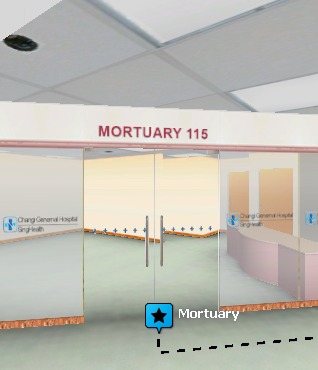 MORTUARY 115
Changi General Hospital
SingHealth
Changi General Hospital
SingHealth
Mortuary